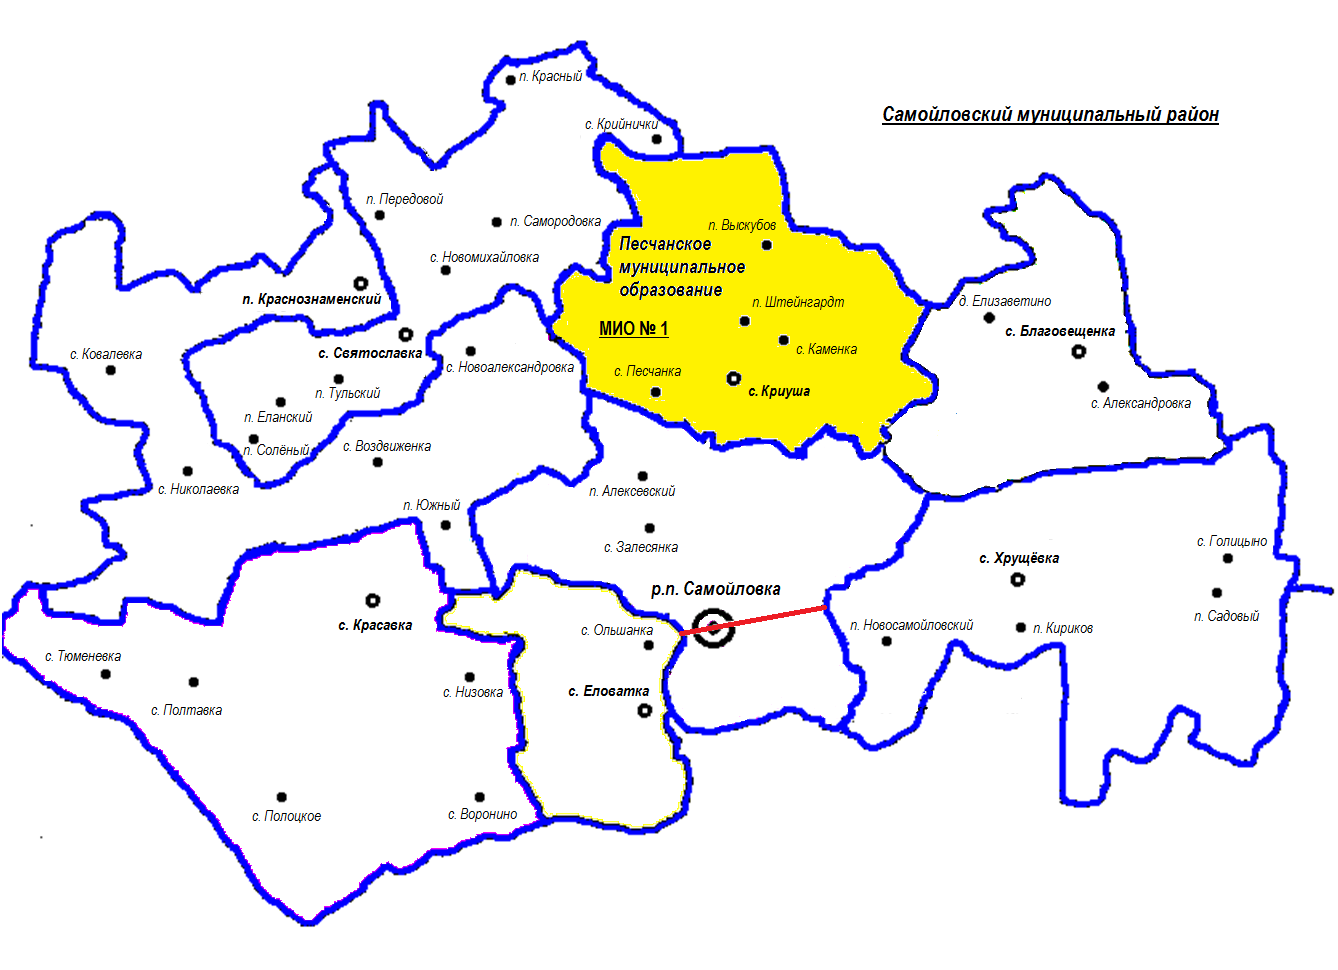 п. Красный
Самойловский муниципальный район
с. Крийнички
п. Передовой
п. Самородовка
п. Выскубов
Песчанское
муниципальное
образование
с. Новомихайловка
п. Краснознаменский
п. Штейнгардт
д. Елизаветино
МИО № 1
с. Благовещенка
с. Ковалевка
с. Святославка
с. Новоалександровка
с. Каменка
с. Песчанка
п. Тульский
с. Криуша
с. Александровка
п. Еланский
п. Солёный
с. Воздвиженка
с. Николаевка
п. Алексевский
п. Южный
с. Залесянка
с. Голицыно
с. Хрущёвка
р.п. Самойловка
с. Красавка
с. Ольшанка
п. Новосамойловский
п. Кириков
п. Садовый
с. Тюменевка
с. Низовка
с. Еловатка
с. Полтавка
с. Полоцкое
с. Воронино